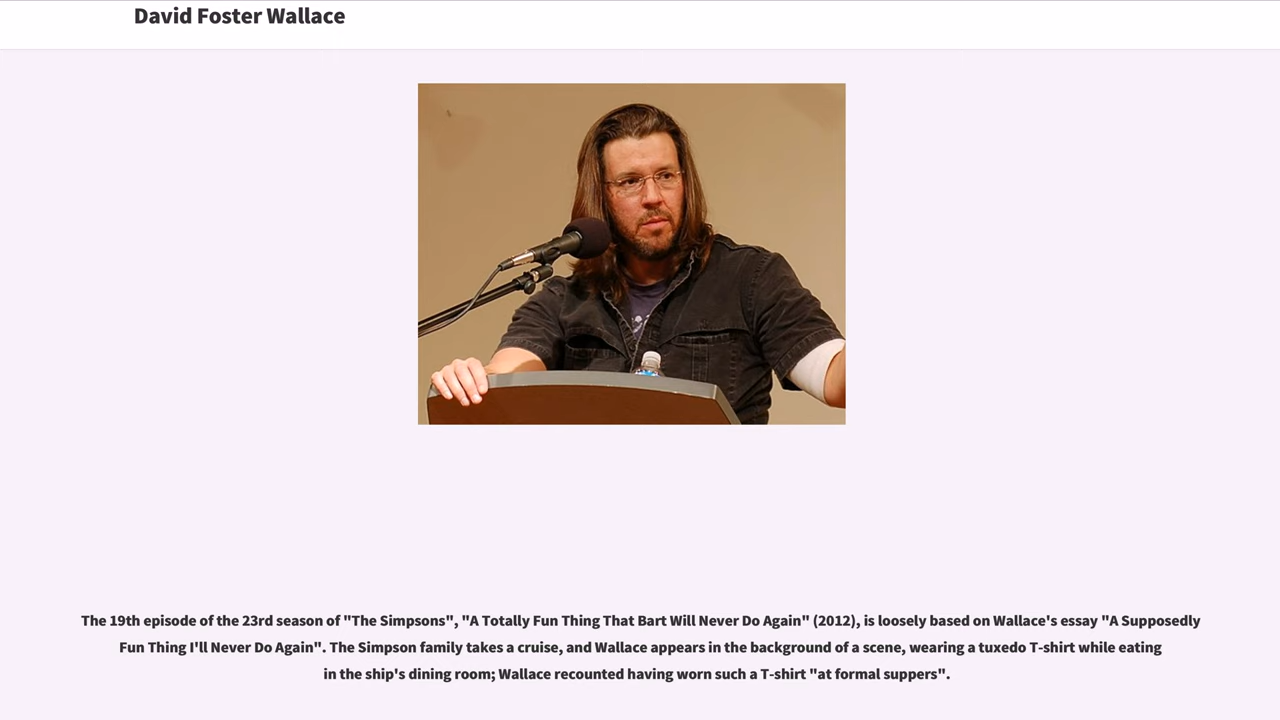 David Foster Wallace
The 19th episode of the 23rd season of "The Simpsons", "A Totally Fun Thing That Bart Will Never Do Again" (2012), is loosely based on Wallace's essay "A Supposedly
Fun Thing I'll Never Do Again". The Simpson family takes a cruise, and Wallace appears in the background of a scene, wearing a tuxedo T-shirt while eating
in the ship's dining room; Wallace recounted having worn such a T-shirt "at formal suppers".